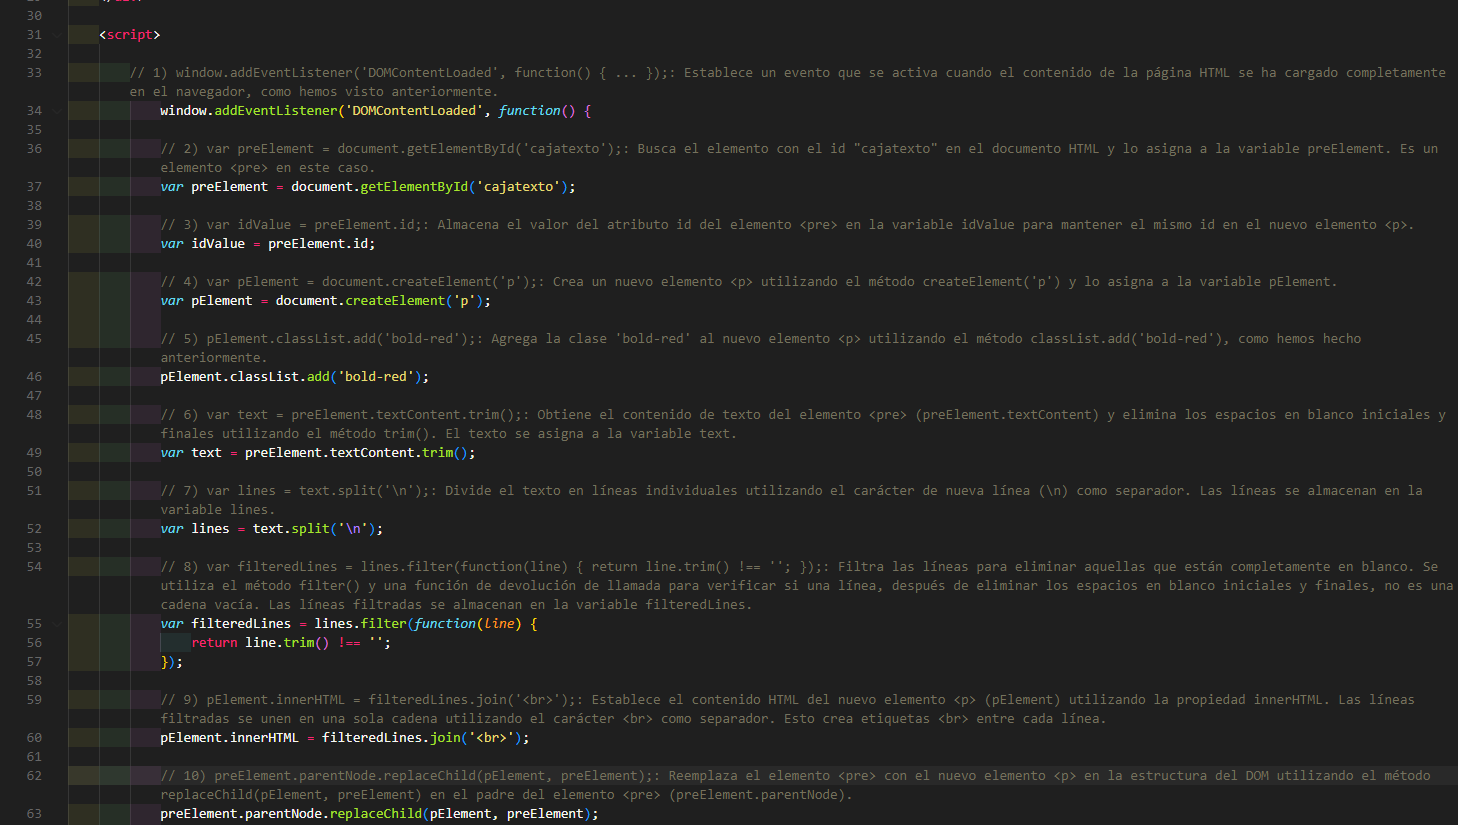 30
31 <script>
32
33 // 1) window.addEventListener('DOMContentLoaded', function() { ... });: Establece un evento que se activa cuando el contenido de la página HTML se ha cargado completamente
en el navegador, como hemos visto anteriormente.
34 window.addEventListener('DOMContentLoaded', function() {
35
36 // 2) var preElement = document.getElementById('cajatexto');: Busca el elemento con el id "cajatexto" en el documento HTML y lo asigna a la variable preElement. Es un
elemento <pre> en este caso.
37 var preElement = document.getElementById('cajatexto');
38
39 // 3) var idValue = preElement.id;: Almacena el valor del atributo id del elemento <pre> en la variable idValue para mantener el mismo id en el nuevo elemento <p>.
40 var idValue = preElement.id;
41
42 // 4) var pElement = document.createElement('p');: Crea un nuevo elemento <p> utilizando el método createElement('p') y lo asigna a la variable pElement.
43 var pElement = document.createElement('p');
44
45 // 5) pElement.classList.add('bold-red');: Agrega la clase 'bold-red' al nuevo elemento <p> utilizando el método classList.add('bold-red'), como hemos hecho
anteriormente.
46 pElement.classList.add('bold-red');
47
48 // 6) var text = preElement.textContent.trim();: Obtiene el contenido de texto del elemento <pre> (preElement.textContent) y elimina los espacios en blanco iniciales y
finales utilizando el método trim(). El texto se asigna a la variable text.
49 var text = preElement.textContent.trim();
50
51 // 7) var lines = text.split('\n');: Divide el texto en líneas individuales utilizando el carácter de nueva línea (\n) como separador. Las líneas se almacenan en la
variable lines.
52 var lines = text.split('\n');
53
54 // 8) var filteredLines = lines.filter(function(line) { return line.trim() !== ''; });: Filtra las líneas para eliminar aquellas que están completamente en blanco. Se
utiliza el método filter() y una función de devolución de llamada para verificar si una línea, después de eliminar los espacios en blanco iniciales y finales, no es una
cadena vacía. Las líneas filtradas se almacenan en la variable filteredLines.
55 var filteredLines = lines.filter(function(line) {
56 return line.trim() !== '';
57 });
58
59 // 9) pElement.innerHTML = filteredLines.join('<br>');: Establece el contenido HTML del nuevo elemento <p> (pElement) utilizando la propiedad innerHTML. Las líneas
filtradas se unen en una sola cadena utilizando el carácter <br> como separador. Esto crea etiquetas <br> entre cada línea.
60 pElement.innerHTML = filteredLines.join('<br>');
61
62 // 10) preElement.parentNode.replaceChild(pElement, preElement);: Reemplaza el elemento <pre> con el nuevo elemento <p> en la estructura del DOM utilizando el método
replaceChild(pElement, preElement) en el padre del elemento <pre> (preElement.parentNode).
63 preElement.parentNode.replaceChild(pElement, preElement);